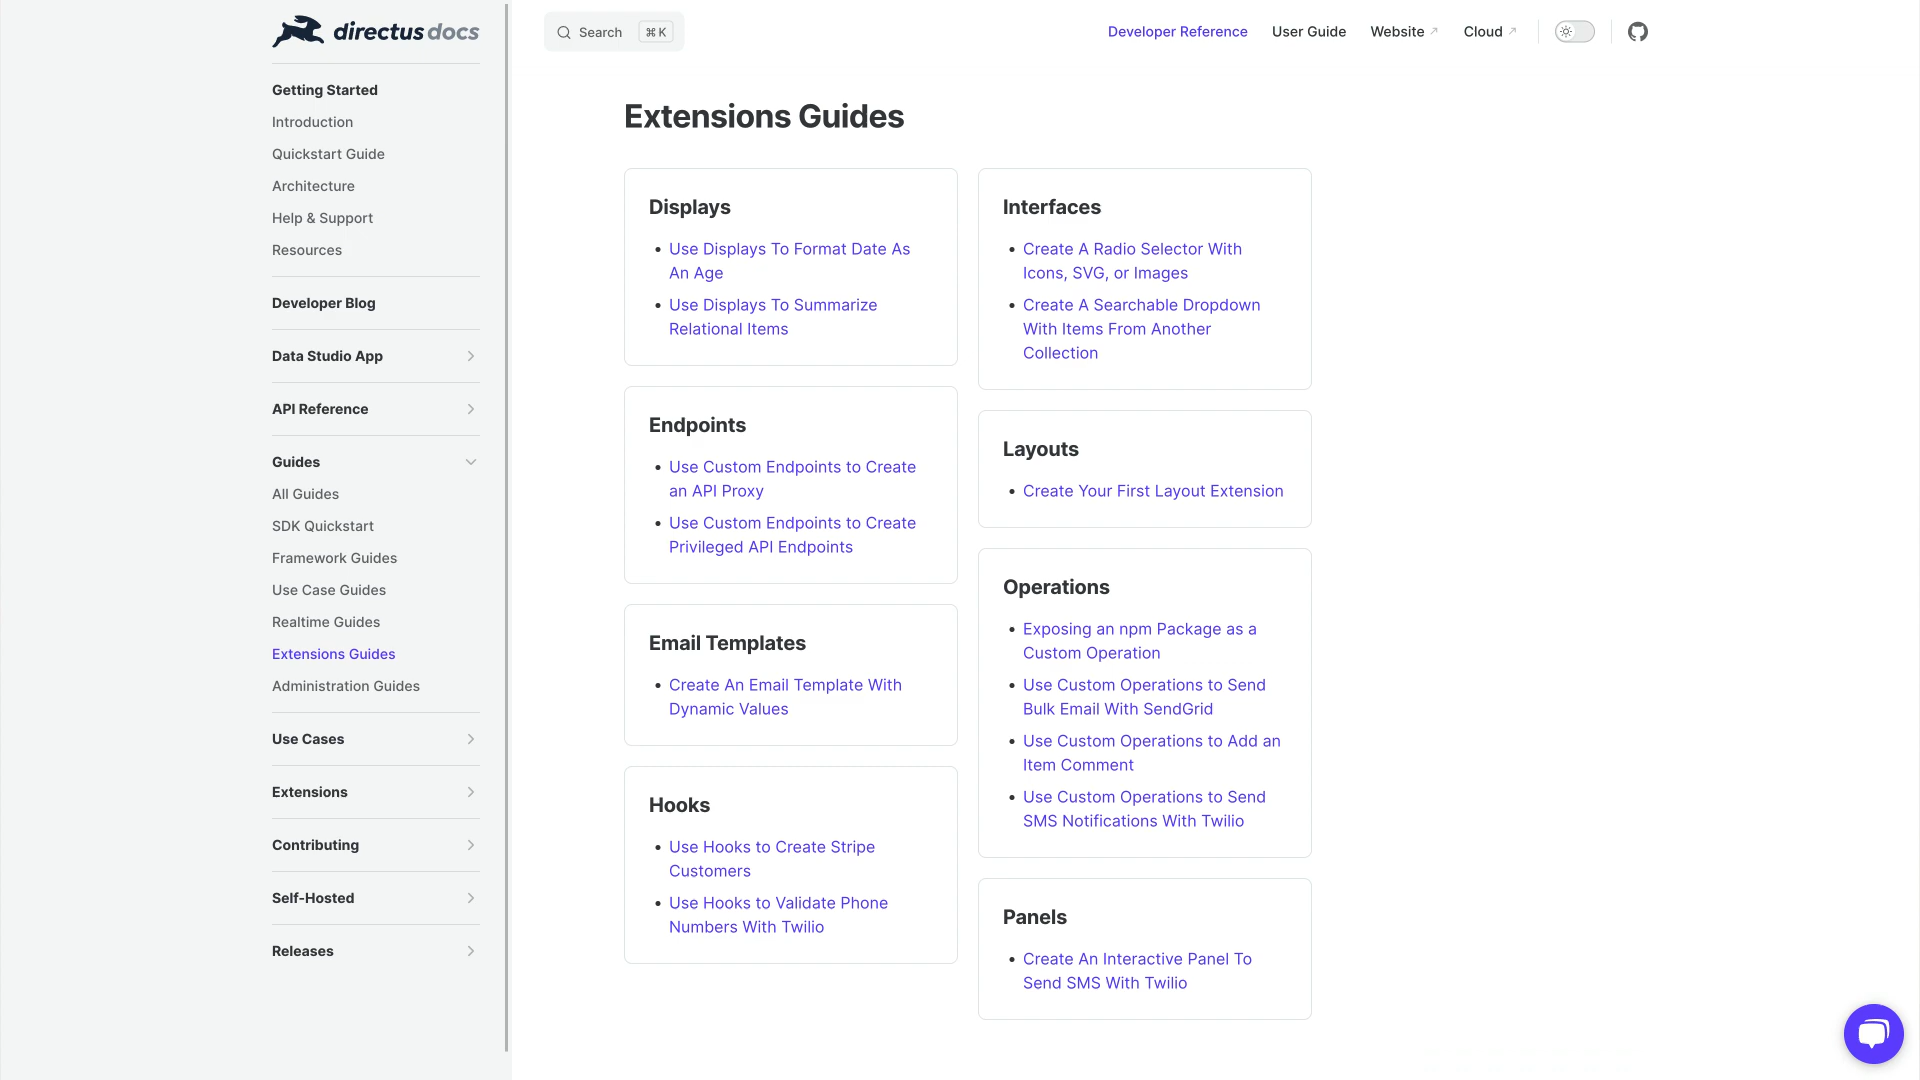 directus docs
Search ⌘ K
Developer Reference
User Guide
Website
Cloud
Getting Started
Introduction
Quickstart Guide
Architecture
Help & Support
Resources
Developer Blog
Data Studio App
API Reference
Guides
All Guides
SDK Quickstart
Framework Guides
Use Case Guides
Realtime Guides
Extensions Guides
Administration Guides
Use Cases
Extensions
Contributing
Self-Hosted
Releases
Extensions Guides
Displays
• Use Displays To Format Date As
An Age
• Use Displays To Summarize
Relational Items
Endpoints
• Use Custom Endpoints to Create
an API Proxy
• Use Custom Endpoints to Create
Privileged API Endpoints
Email Templates
• Create An Email Template With
Dynamic Values
Hooks
• Use Hooks to Create Stripe
Customers
• Use Hooks to Validate Phone
Numbers With Twilio
Interfaces
• Create A Radio Selector With
Icons, SVG, or Images
• Create A Searchable Dropdown
With Items From Another
Collection
Layouts
• Create Your First Layout Extension
Operations
• Exposing an npm Package as a
Custom Operation
• Use Custom Operations to Send
Bulk Email With SendGrid
• Use Custom Operations to Add an
Item Comment
• Use Custom Operations to Send
SMS Notifications With Twilio
Panels
• Create An Interactive Panel To
Send SMS With Twilio